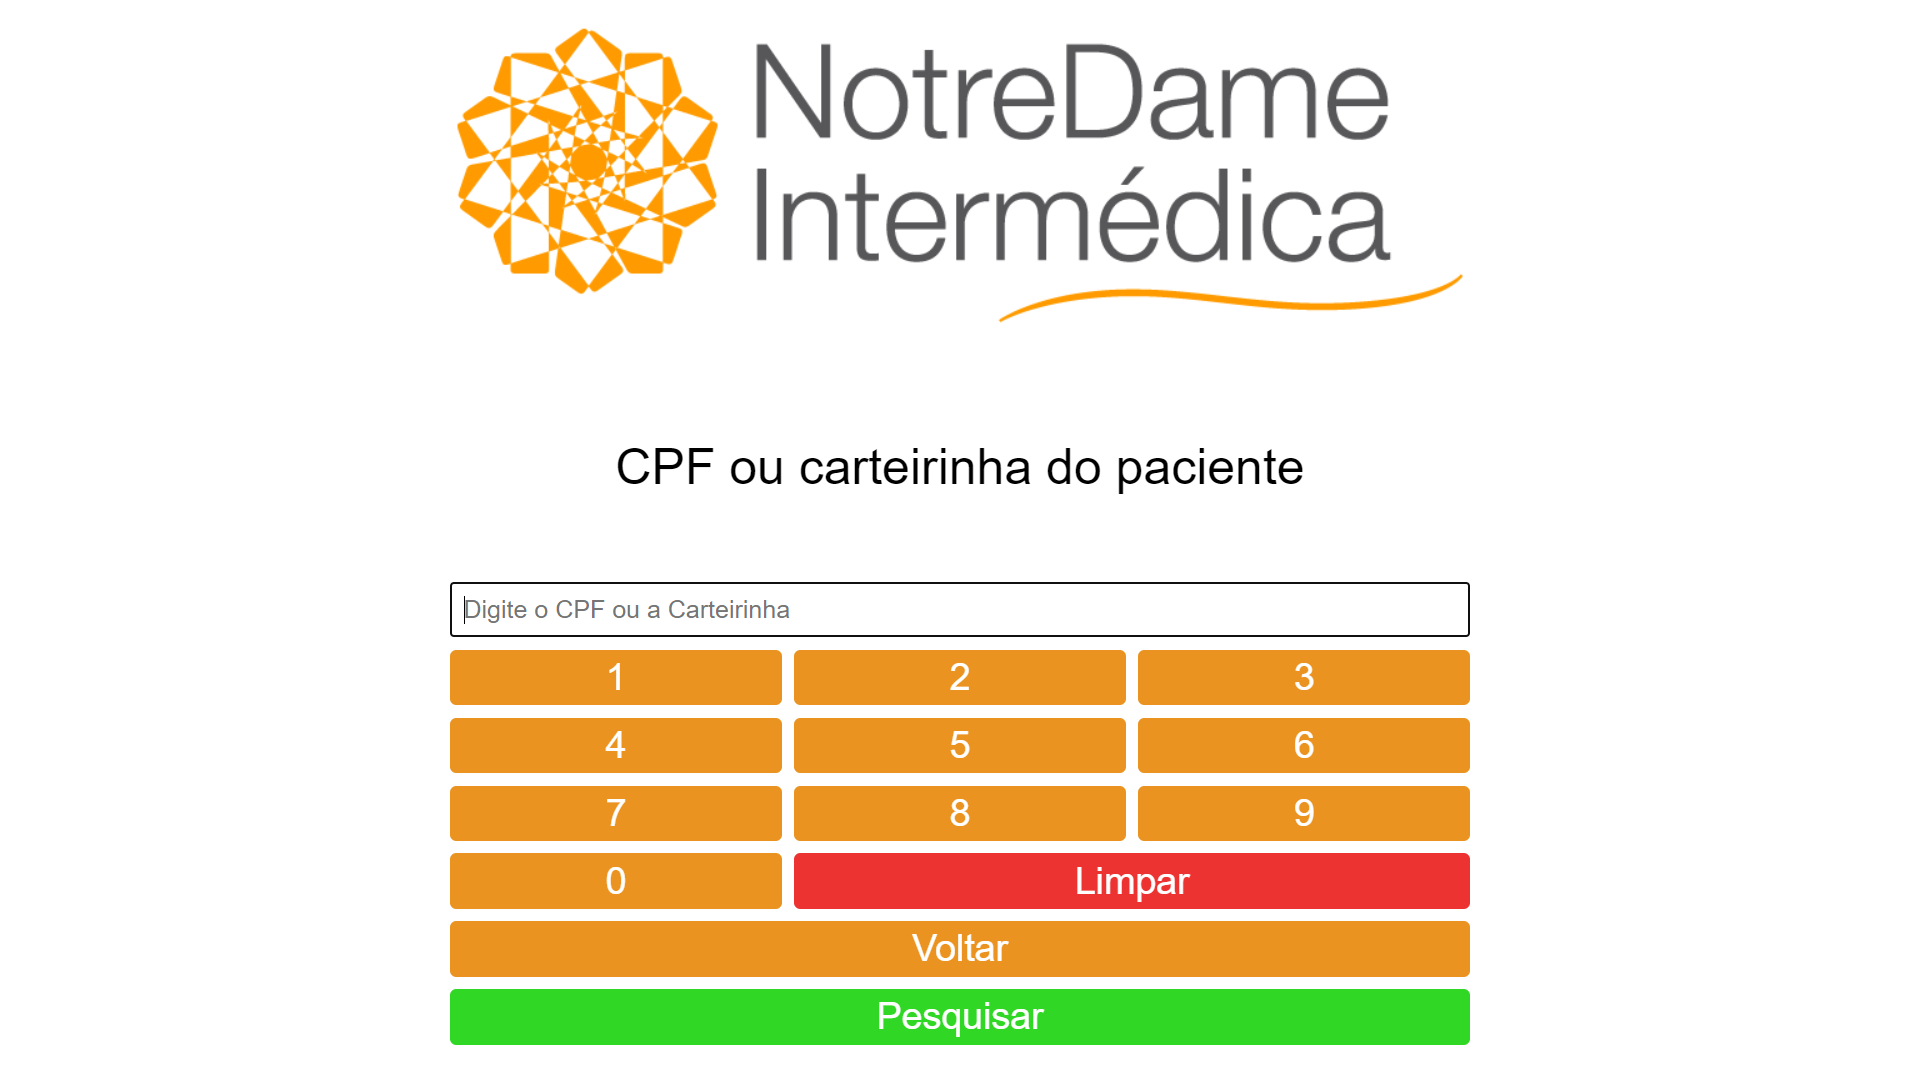 NotreDame
Intermédica
CPF ou carteirinha do paciente
Digite o CPF ou a Carteirinha
1 2 3
4 5 6
7 8 9
0 Limpar
Voltar
Pesquisar